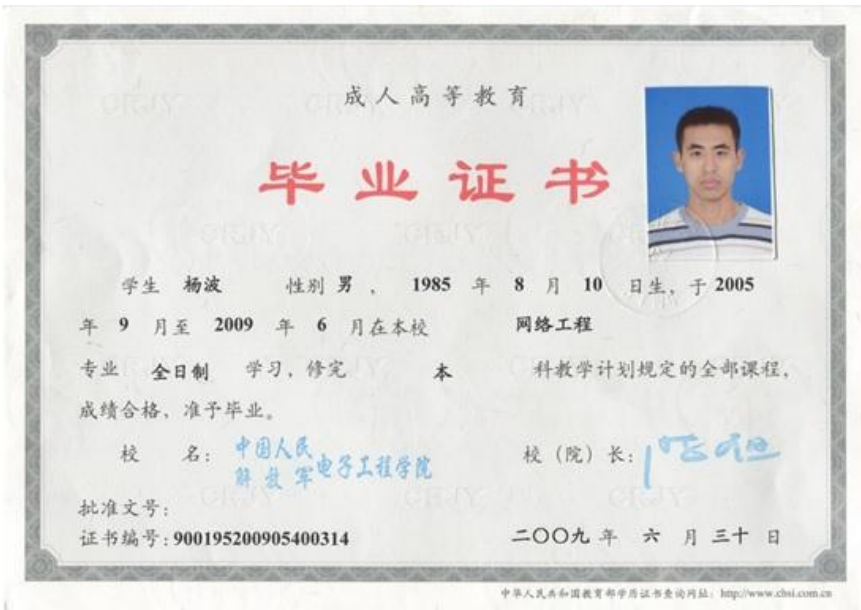 成人高等教育
毕业证书
学生 杨波 性别 男 ， 1985 年 8 月 10 日生，于 2005
年 9 月至 2009 年 6 月在本校 网络工程
专业 全日制 学习，修完 本 科教学计划规定的全部课程，
成绩合格，准予毕业。
校 名：中国人民
解放军电子工程学院
校（院）长：
批准文号：
证书编号：900195200905400314
二〇〇九 年 六 月 三十 日
中华人民共和国教育部学历证书查询网址：http://www.chsi.com.cn